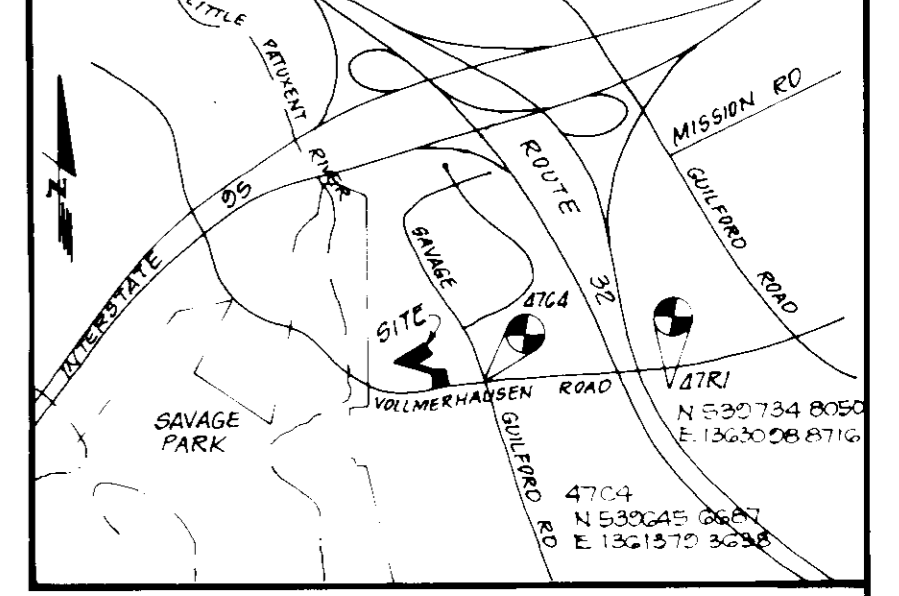 LITTLE
PATUXENT
RIVER
INTERSTATE 95
ROUTE 32
MISSION RD
GUILFORD ROAD
N
SAVAGE
SITE
47C4
47R1
N 539734 8050
E 1363098 8716
VOLLMERHAUSEN ROAD
SAVAGE
PARK
GUILFORD RD
47C4
N 539645 6687
E 1361379 3638